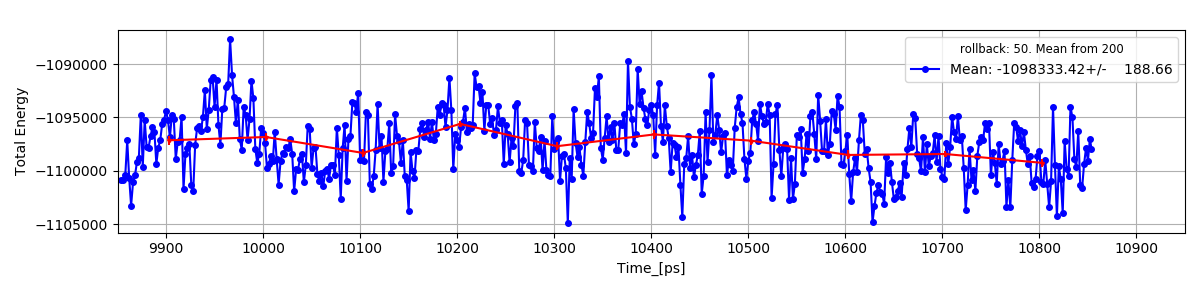 rollback: 50. Mean from 200
Mean: -1098333.42+/-    188.66
Total Energy
−1090000
−1095000
−1100000
−1105000
9900 10000 10100 10200 10300 10400 10500 10600 10700 10800 10900
Time_[ps]